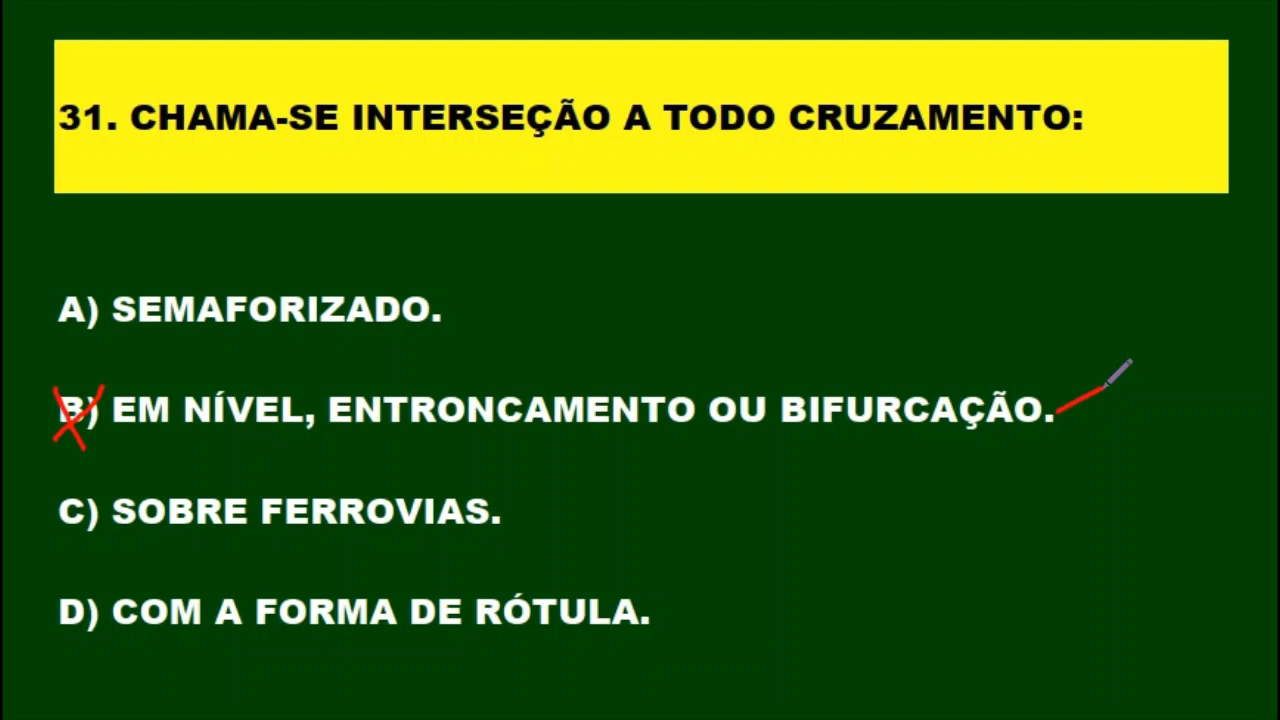 31. CHAMA-SE INTERSEÇÃO A TODO CRUZAMENTO:
A) SEMAFORIZADO.
B) EM NÍVEL, ENTRONCAMENTO OU BIFURCAÇÃO.
C) SOBRE FERROVIAS.
D) COM A FORMA DE RÓTULA.